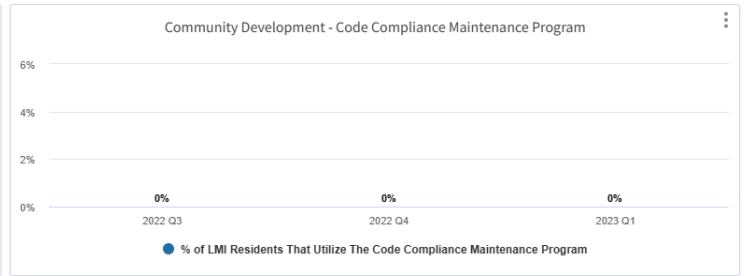 Community Development - Code Compliance Maintenance Program
6%
4%
2%
0%
0% 0% 0%
2022 Q3 2022 Q4 2023 Q1
% of LMI Residents That Utilize The Code Compliance Maintenance Program